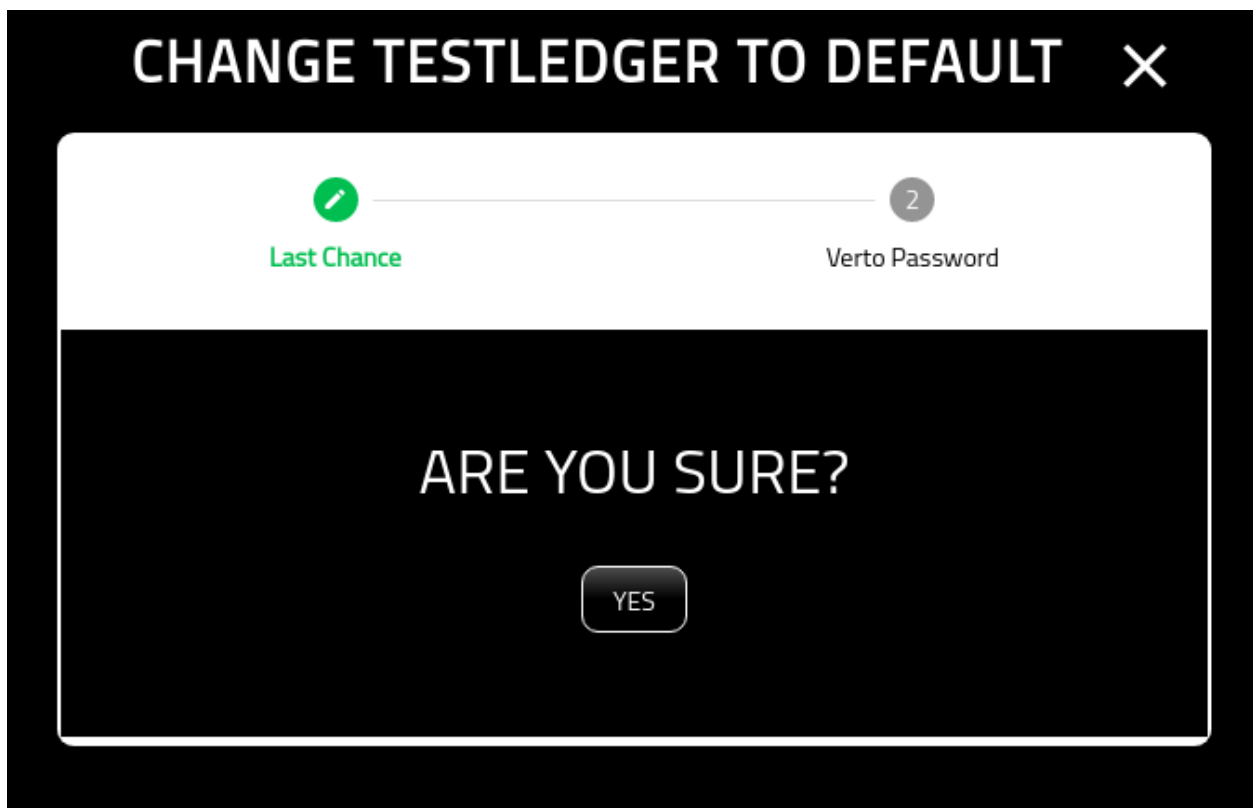 CHANGE TESTLEDGER TO DEFAULT
2
Last Chance
Verto Password
ARE YOU SURE?
YES